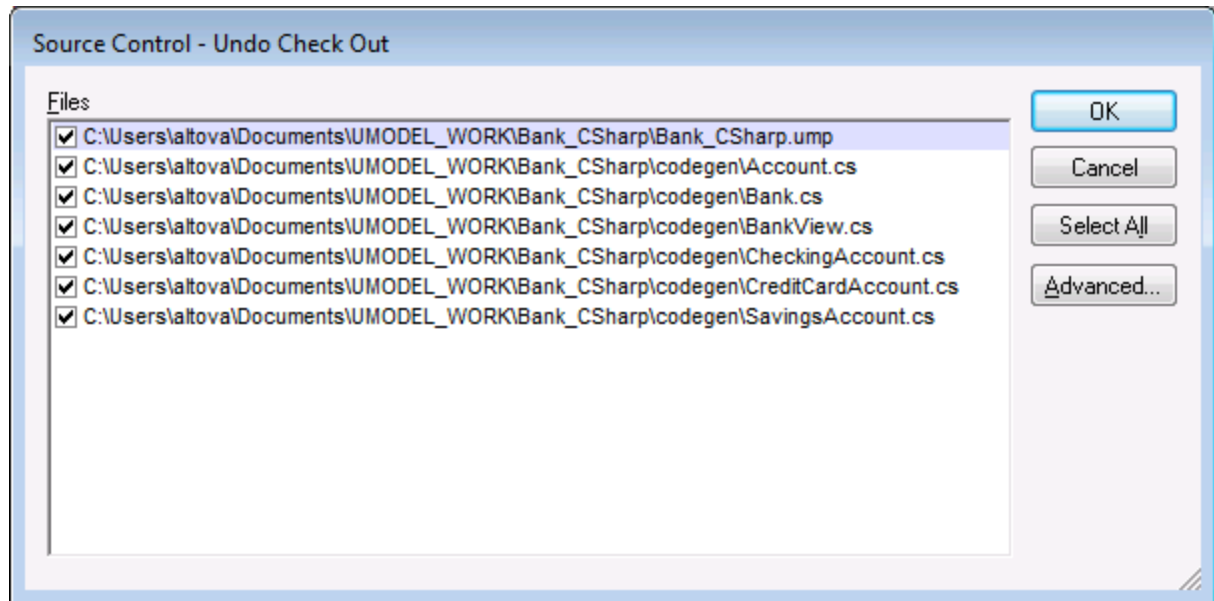 Source Control - Undo Check Out
Files
C:\Users\altova\Documents\UMODEL_WORK\Bank_CSharp\Bank_CSharp.ump
C:\Users\altova\Documents\UMODEL_WORK\Bank_CSharp\codegen\Account.cs
C:\Users\altova\Documents\UMODEL_WORK\Bank_CSharp\codegen\Bank.cs
C:\Users\altova\Documents\UMODEL_WORK\Bank_CSharp\codegen\BankView.cs
C:\Users\altova\Documents\UMODEL_WORK\Bank_CSharp\codegen\CheckingAccount.cs
C:\Users\altova\Documents\UMODEL_WORK\Bank_CSharp\codegen\CreditCardAccount.cs
C:\Users\altova\Documents\UMODEL_WORK\Bank_CSharp\codegen\SavingsAccount.cs
OK
Cancel
Select All
Advanced...